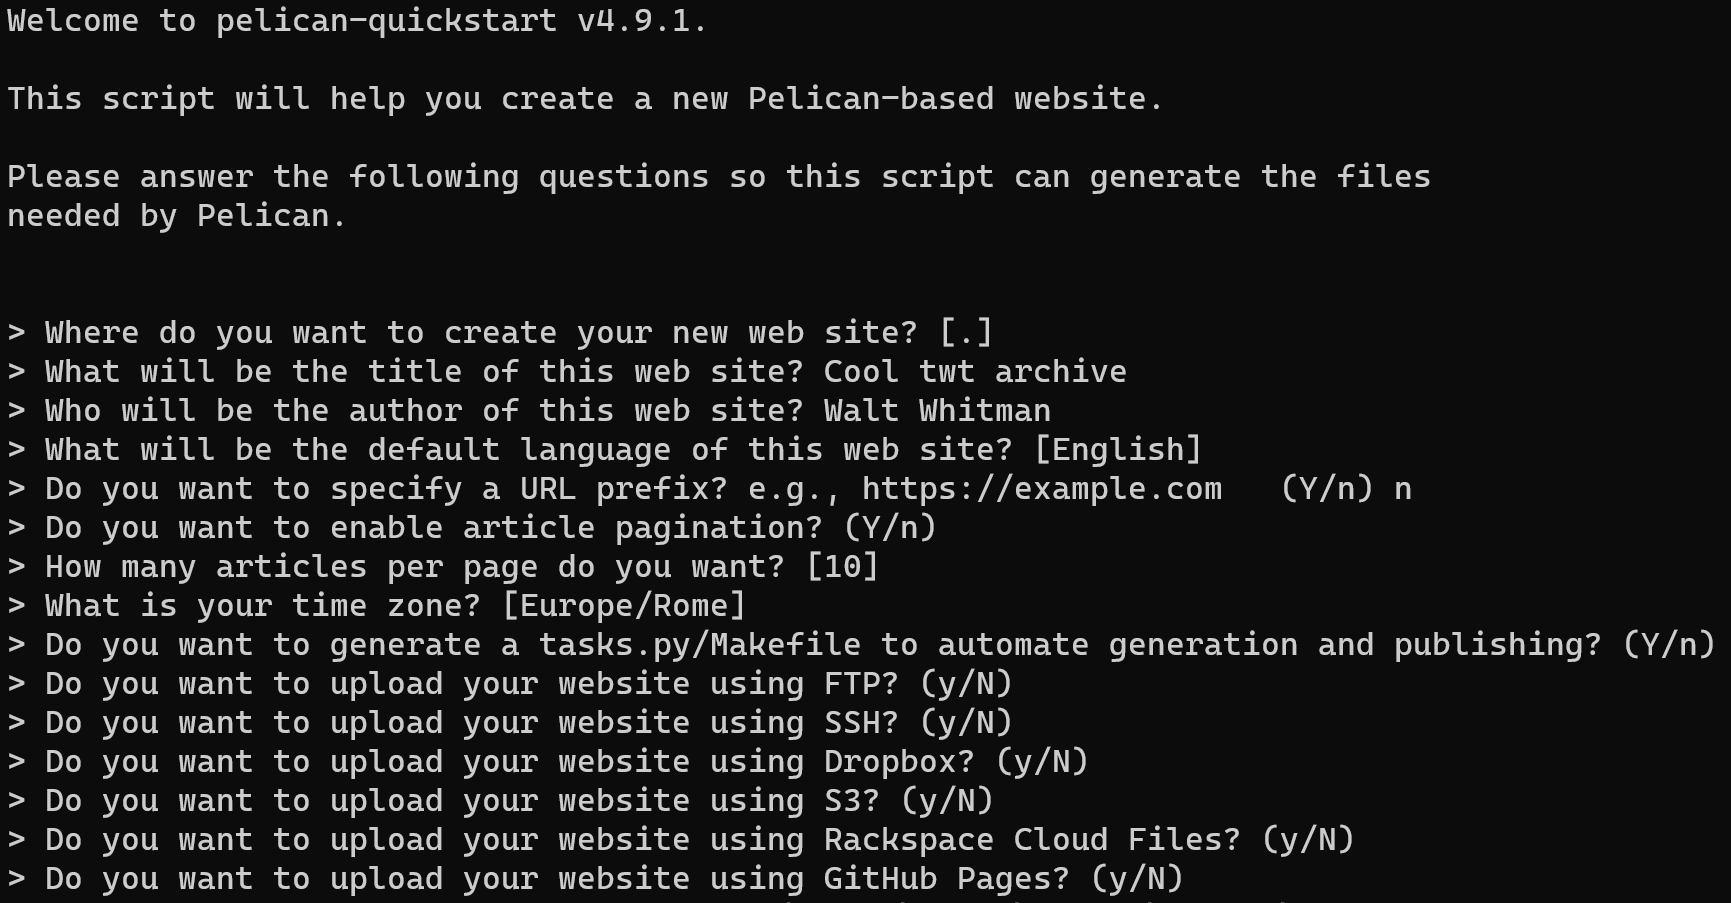 Welcome to pelican-quickstart v4.9.1.
This script will help you create a new Pelican-based website.
Please answer the following questions so this script can generate the files
needed by Pelican.
> Where do you want to create your new web site? [.]
> What will be the title of this web site? Cool twt archive
> Who will be the author of this web site? Walt Whitman
> What will be the default language of this web site? [English]
> Do you want to specify a URL prefix? e.g., https://example.com   (Y/n) n
> Do you want to enable article pagination? (Y/n)
> How many articles per page do you want? [10]
> What is your time zone? [Europe/Rome]
> Do you want to generate a tasks.py/Makefile to automate generation and publishing? (Y/n)
> Do you want to upload your website using FTP? (y/N)
> Do you want to upload your website using SSH? (y/N)
> Do you want to upload your website using Dropbox? (y/N)
> Do you want to upload your website using S3? (y/N)
> Do you want to upload your website using Rackspace Cloud Files? (y/N)
> Do you want to upload your website using GitHub Pages? (y/N)